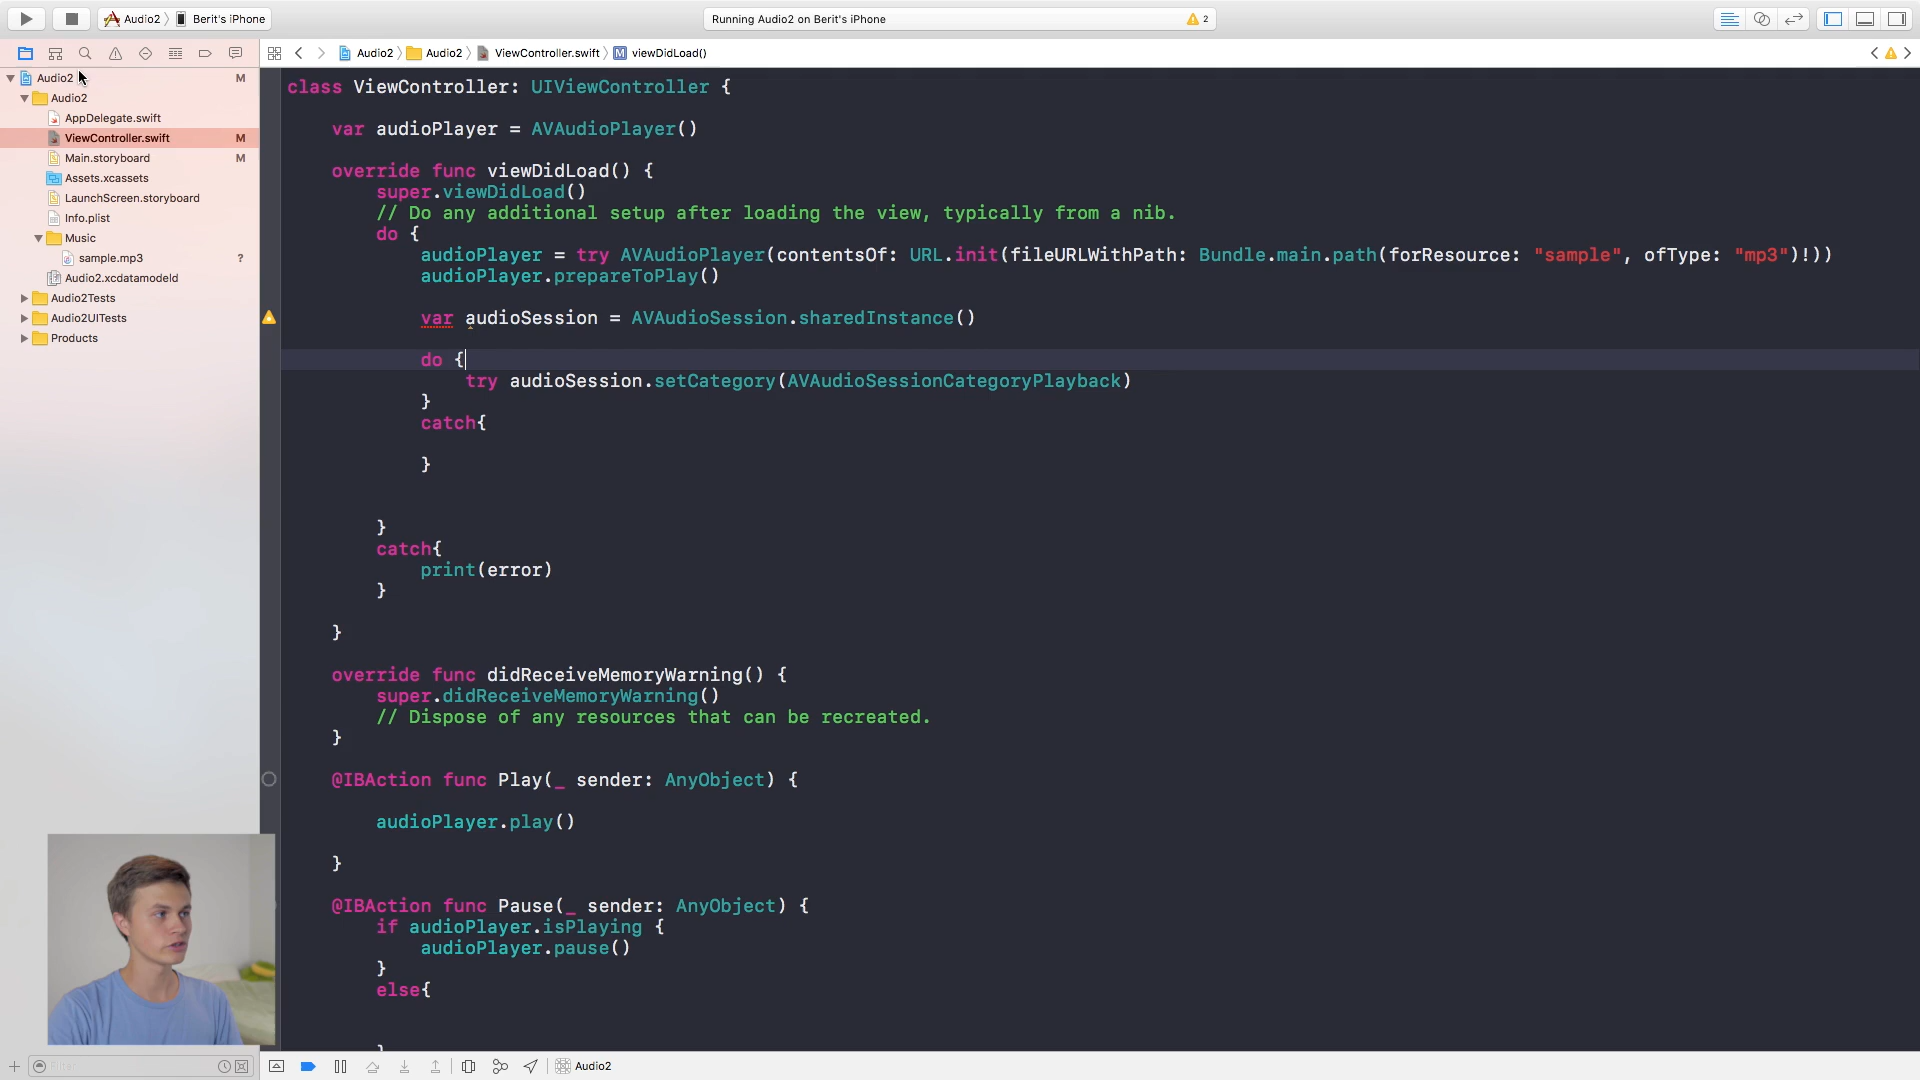 Audio2 Berit's iPhone
Running Audio2 on Berit's iPhone
2
Audio2 Audio2 ViewController.swift M viewDidLoad()
Audio2 M
Audio2
AppDelegate.swift
ViewController.swift M
Main.storyboard M
Assets.xcassets
LaunchScreen.storyboard
Info.plist
Music
sample.mp3 ?
Audio2.xcdatamodeld
Audio2Tests
Audio2UITests
Products
class ViewController: UIViewController {
var audioPlayer = AVAudioPlayer()
override func viewDidLoad() {
super.viewDidLoad()
// Do any additional setup after loading the view, typically from a nib.
do {
audioPlayer = try AVAudioPlayer(contentsOf: URL.init(fileURLWithPath: Bundle.main.path(forResource: "sample", ofType: "mp3")!))
audioPlayer.prepareToPlay()
var audioSession = AVAudioSession.sharedInstance()
do {
try audioSession.setCategory(AVAudioSessionCategoryPlayback)
}
catch{
}
}
catch{
print(error)
}
}
override func didReceiveMemoryWarning() {
super.didReceiveMemoryWarning()
// Dispose of any resources that can be recreated.
}
@IBAction func Play(_ sender: AnyObject) {
audioPlayer.play()
}
@IBAction func Pause(_ sender: AnyObject) {
if audioPlayer.isPlaying {
audioPlayer.pause()
}
else{
}
Filter
Audio2